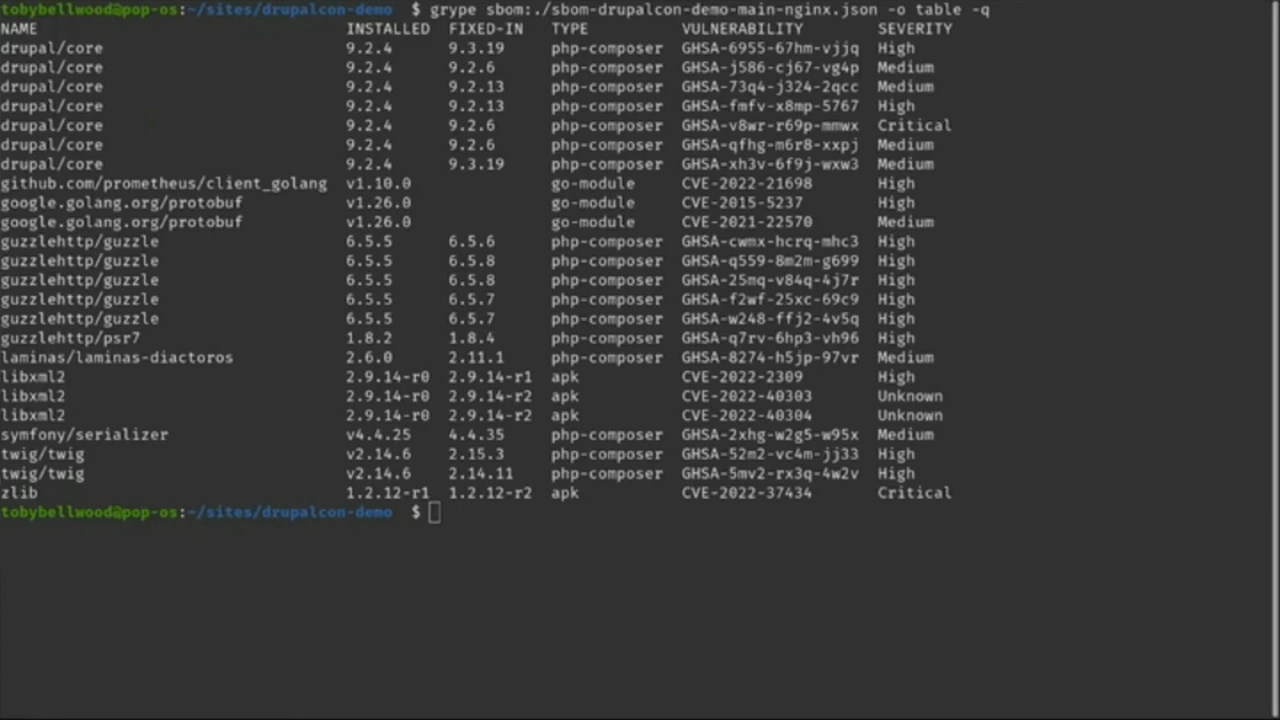 tobybellwood@pop-os:~/sites/drupalcon-demo $ grype sbom:./sbom-drupalcon-demo-main-nginx.json -o table -q
NAME INSTALLED FIXED-IN TYPE VULNERABILITY SEVERITY
drupal/core 9.2.4 9.3.19 php-composer GHSA-6955-67hm-vjjq High
drupal/core 9.2.4 9.2.6 php-composer GHSA-j586-cj67-vg4p Medium
drupal/core 9.2.4 9.2.13 php-composer GHSA-73q4-j324-2qcc Medium
drupal/core 9.2.4 9.2.13 php-composer GHSA-fmfv-x8mp-5767 High
drupal/core 9.2.4 9.2.6 php-composer GHSA-v8wr-r69p-mmwx Critical
drupal/core 9.2.4 9.2.6 php-composer GHSA-qfhg-m6r8-xxpj Medium
drupal/core 9.2.4 9.3.19 php-composer GHSA-xh3v-6f9j-wxw3 Medium
github.com/prometheus/client_golang v1.10.0 go-module CVE-2022-21698 High
google.golang.org/protobuf v1.26.0 go-module CVE-2015-5237 High
google.golang.org/protobuf v1.26.0 go-module CVE-2021-22570 Medium
guzzlehttp/guzzle 6.5.5 6.5.6 php-composer GHSA-cwmx-hcrq-mhc3 High
guzzlehttp/guzzle 6.5.5 6.5.8 php-composer GHSA-q559-8m2m-g699 High
guzzlehttp/guzzle 6.5.5 6.5.8 php-composer GHSA-25mq-v84q-4j7r High
guzzlehttp/guzzle 6.5.5 6.5.7 php-composer GHSA-f2wf-25xc-69c9 High
guzzlehttp/guzzle 6.5.5 6.5.7 php-composer GHSA-w248-ffj2-4v5q High
guzzlehttp/psr7 1.8.2 1.8.4 php-composer GHSA-q7rv-6hp3-vh96 High
laminas/laminas-diactoros 2.6.0 2.11.1 php-composer GHSA-8274-h5jp-97vr Medium
libxml2 2.9.14-r0 2.9.14-r1 apk CVE-2022-2309 High
libxml2 2.9.14-r0 2.9.14-r2 apk CVE-2022-40303 Unknown
libxml2 2.9.14-r0 2.9.14-r2 apk CVE-2022-40304 Unknown
symfony/serializer v4.4.25 4.4.35 php-composer GHSA-2xhg-w2g5-w95x Medium
twig/twig v2.14.6 2.15.3 php-composer GHSA-52m2-vc4m-jj33 High
twig/twig v2.14.6 2.14.11 php-composer GHSA-5mv2-rx3q-4w2v High
zlib 1.2.12-r1 1.2.12-r2 apk CVE-2022-37434 Critical
tobybellwood@pop-os:~/sites/drupalcon-demo $